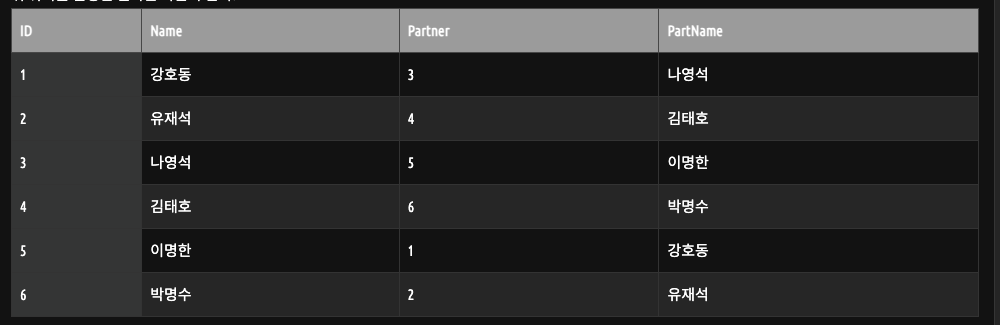 ID Name Partner PartName
1 강호동 3 나영석
2 유재석 4 김태호
3 나영석 5 이명한
4 김태호 6 박명수
5 이명한 1 강호동
6 박명수 2 유재석